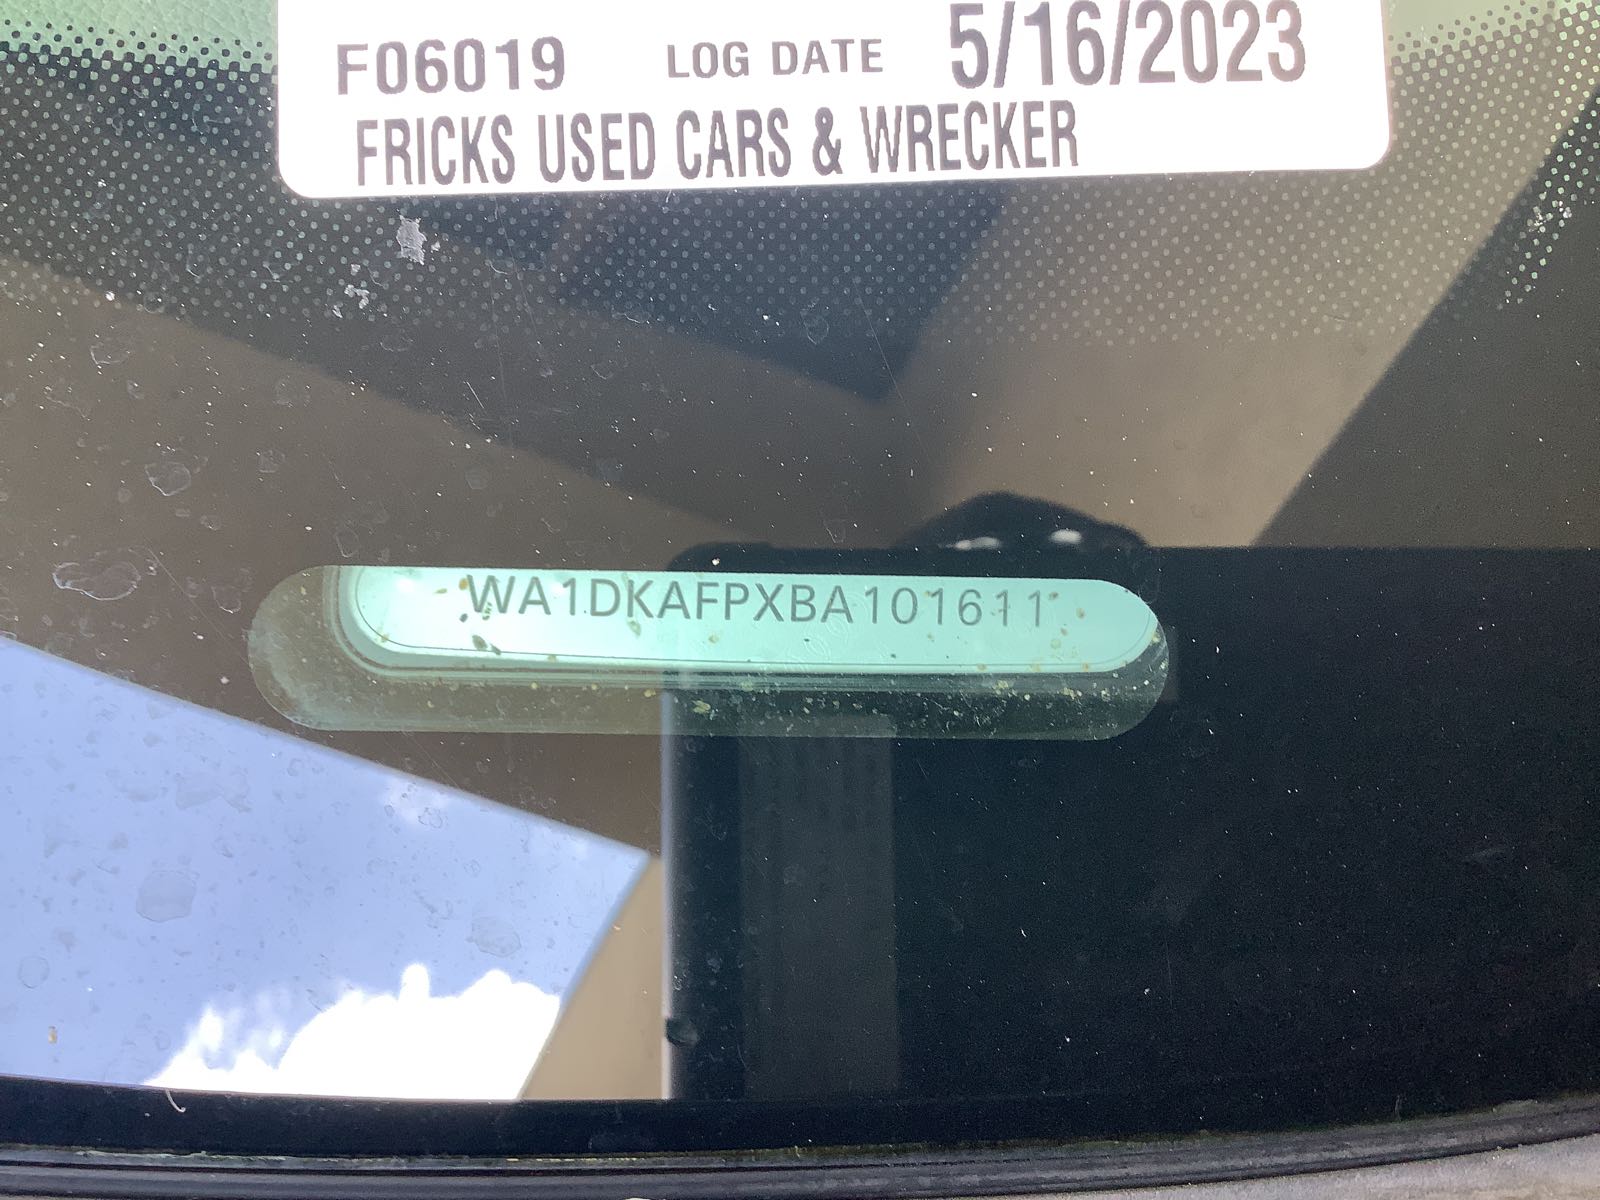 F06019 LOG DATE 5/16/2023
FRICKS USED CARS & WRECKER
WA1DKAFPXBA101611